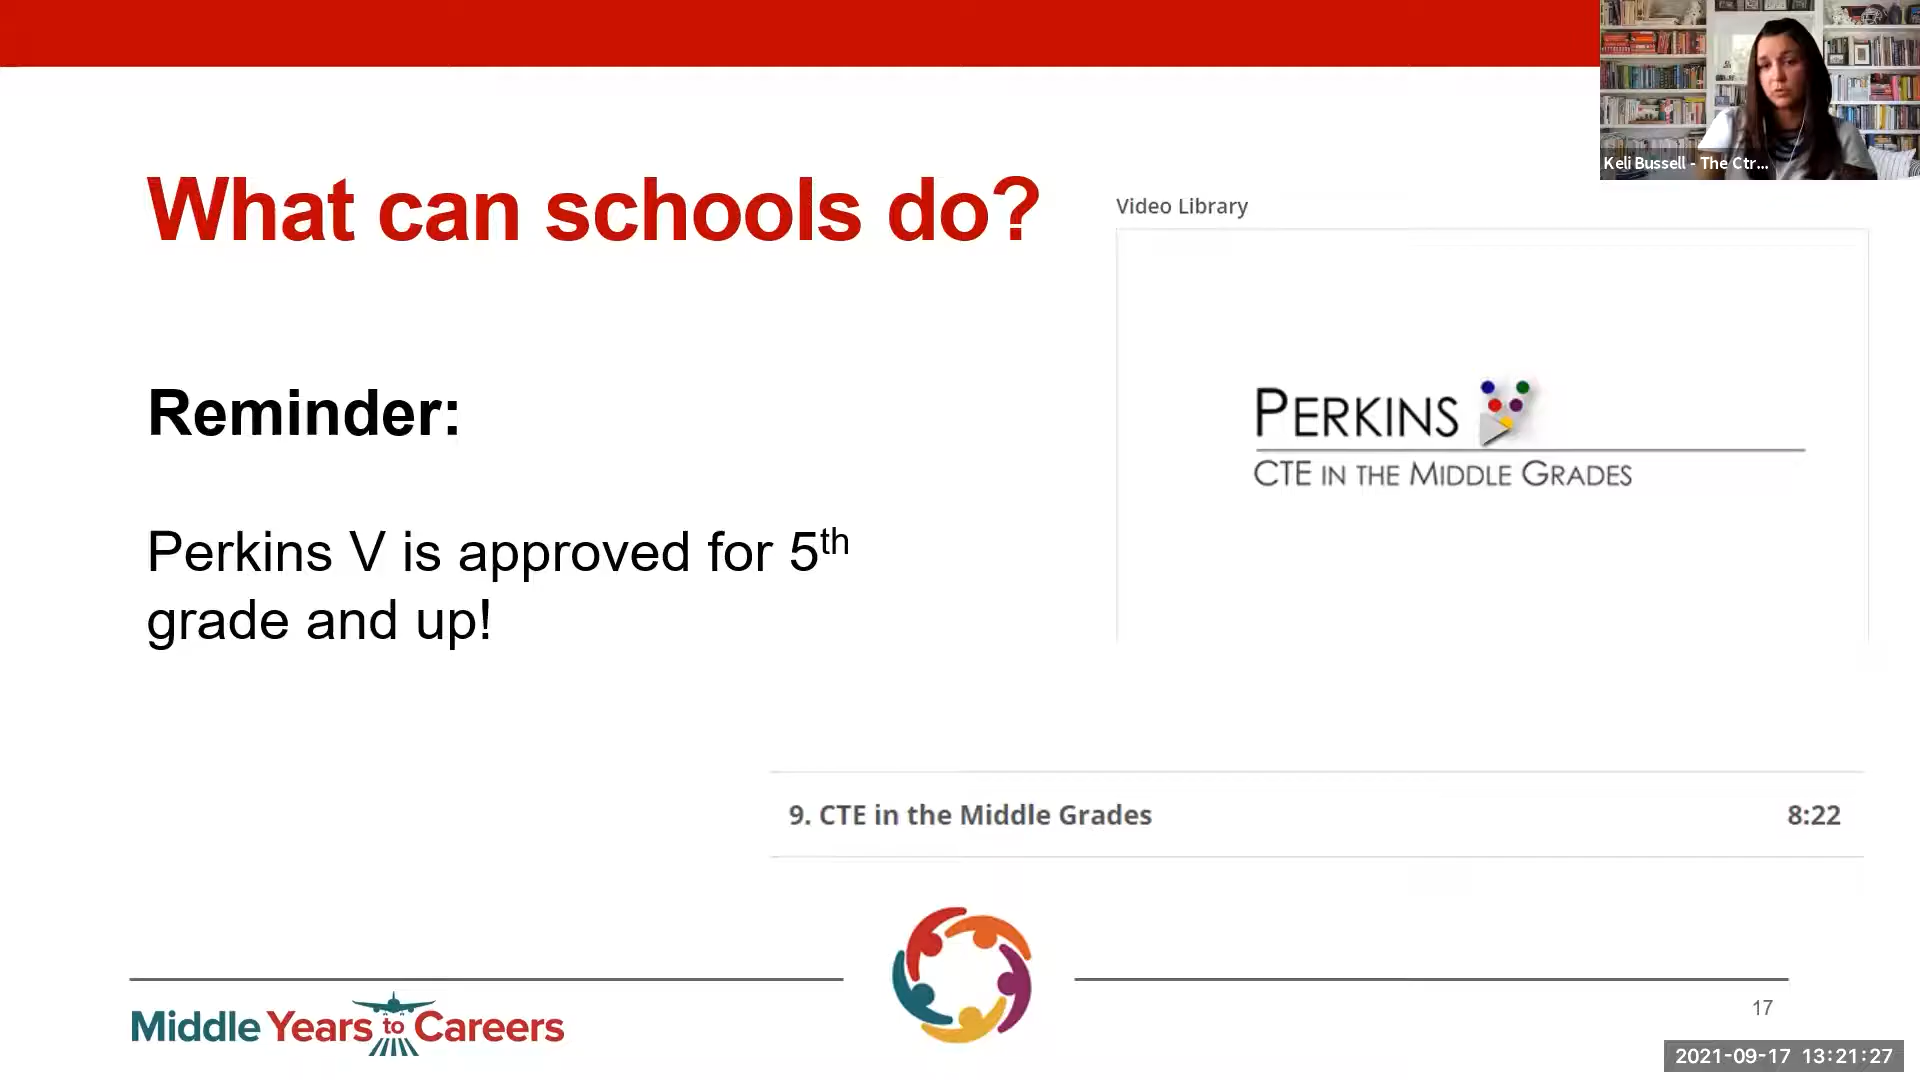 Keli Bussell - The Ctr...
What can schools do?
Video Library
Reminder:
PERKINS
CTE IN THE MIDDLE GRADES
Perkins V is approved for 5th
grade and up!
9. CTE in the Middle Grades 8:22
Middle Years to Careers
17
2021-09-17 13:21:27